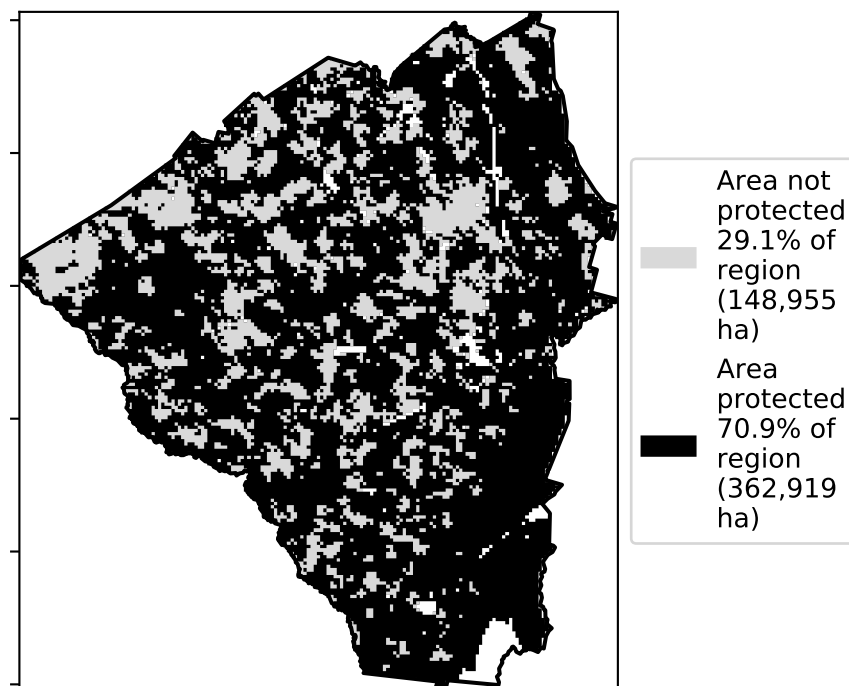 Area not
protected
29.1% of
region
(148,955
ha)
Area
protected
70.9% of
region
(362,919
ha)